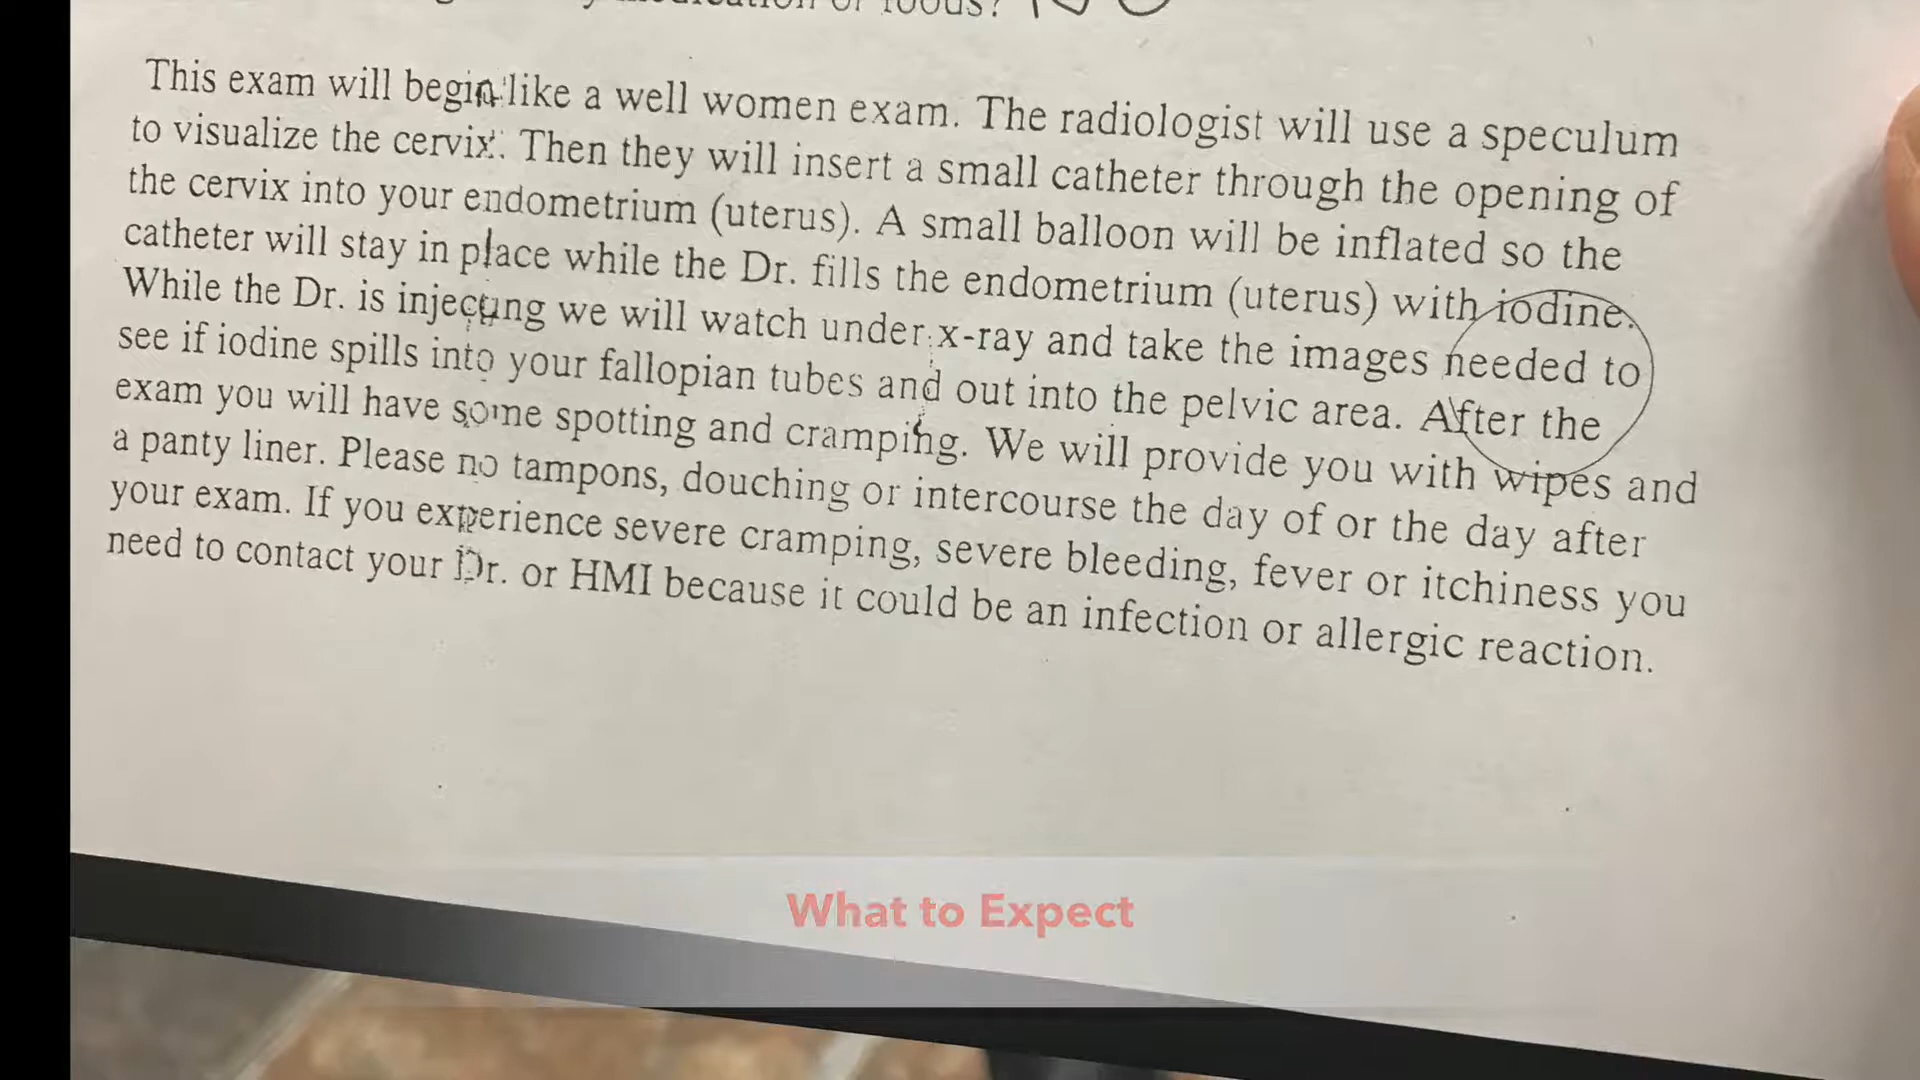 medication or foods? NO
This exam will begin like a well women exam. The radiologist will use a speculum
to visualize the cervix. Then they will insert a small catheter through the opening of
the cervix into your endometrium (uterus). A small balloon will be inflated so the
catheter will stay in place while the Dr. fills the endometrium (uterus) with iodine.
While the Dr. is injecting we will watch under x-ray and take the images needed to
see if iodine spills into your fallopian tubes and out into the pelvic area. After the
exam you will have some spotting and cramping. We will provide you with wipes and
a panty liner. Please no tampons, douching or intercourse the day of or the day after
your exam. If you experience severe cramping, severe bleeding, fever or itchiness you
need to contact your Dr. or HMI because it could be an infection or allergic reaction.
What to Expect